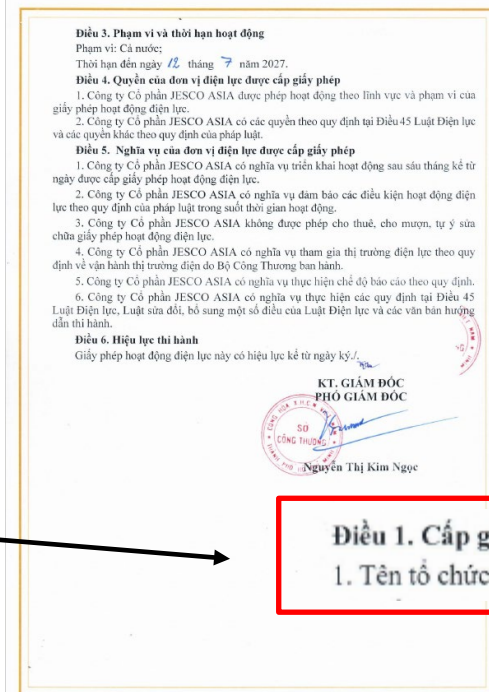 Điều 3. Phạm vi và thời hạn hoạt động
Phạm vi: Cả nước;
Thời hạn đến ngày 12 tháng 7 năm 2027.
Điều 4. Quyền của đơn vị điện lực được cấp giấy phép
1. Công ty Cổ phần JESCO ASIA được phép hoạt động theo lĩnh vực và phạm vi của
giấy phép hoạt động điện lực.
2. Công ty Cổ phần JESCO ASIA có các quyền theo quy định tại Điều 45 Luật Điện lực
và các quyền khác theo quy định của pháp luật.
Điều 5. Nghĩa vụ của đơn vị điện lực được cấp giấy phép
1. Công ty Cổ phần JESCO ASIA có nghĩa vụ triển khai hoạt động sau sáu tháng kể từ
ngày được cấp giấy phép hoạt động điện lực.
2. Công ty Cổ phần JESCO ASIA có nghĩa vụ đảm bảo các điều kiện hoạt động điện
lực theo quy định của pháp luật trong suốt thời gian hoạt động.
3. Công ty Cổ phần JESCO ASIA không được phép cho thuê, cho mượn, tự ý sửa
chữa giấy phép hoạt động điện lực.
4. Công ty Cổ phần JESCO ASIA có nghĩa vụ tham gia thị trường điện lực theo quy
định về vận hành thị trường điện do Bộ Công Thương ban hành.
5. Công ty Cổ phần JESCO ASIA có nghĩa vụ thực hiện chế độ báo cáo theo quy định.
6. Công ty Cổ phần JESCO ASIA có nghĩa vụ thực hiện các quy định tại Điều 45
Luật Điện lực, Luật sửa đổi, bổ sung một số điều của Luật Điện lực và các văn bản hướng
dẫn thi hành.
Điều 6. Hiệu lực thi hành
Giấy phép hoạt động điện lực này có hiệu lực kể từ ngày ký./.
KT. GIÁM ĐỐC
PHÓ GIÁM ĐỐC
SỞ
CÔNG THƯƠNG
Nguyễn Thị Kim Ngọc
Điều 1. Cấp g
1. Tên tổ chức